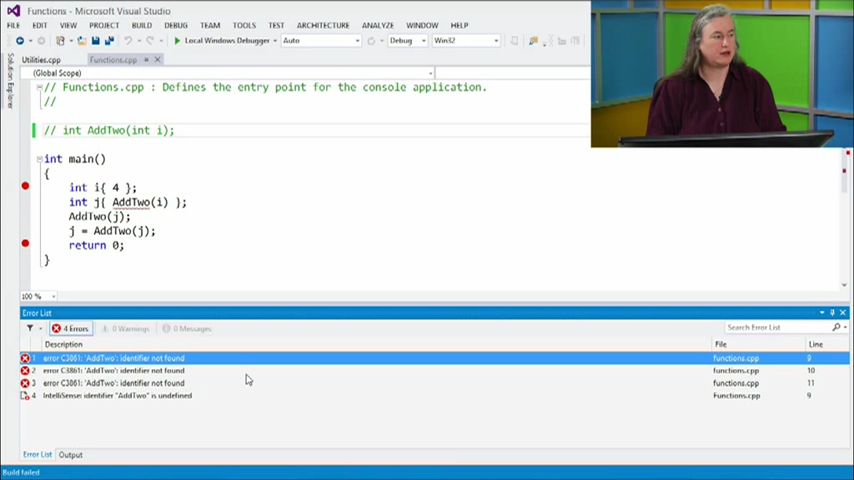 Functions - Microsoft Visual Studio
FILE EDIT VIEW PROJECT BUILD DEBUG TEAM TOOLS TEST ARCHITECTURE ANALYZE WINDOW HELP
Local Windows Debugger Auto Debug Win32
Utilities.cpp Functions.cpp
Solution Explorer
(Global Scope)
// Functions.cpp : Defines the entry point for the console application.
//
// int AddTwo(int i);
int main()
{
int i{ 4 };
int j{ AddTwo(i) };
AddTwo(j);
j = AddTwo(j);
return 0;
}
100 %
Error List
4 Errors 0 Warnings 0 Messages Search Error List
Description File Line
1 error C3861: 'AddTwo': identifier not found functions.cpp 9
2 error C3861: 'AddTwo': identifier not found functions.cpp 10
3 error C3861: 'AddTwo': identifier not found functions.cpp 11
4 IntelliSense: identifier "AddTwo" is undefined Functions.cpp 9
Error List Output
Build failed